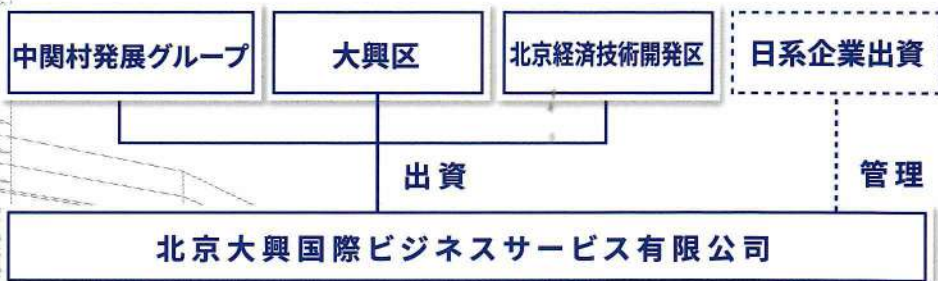 中関村発展グループ
大興区
北京経済技術開発区
日系企業出資
出資
管理
北京大興国際ビジネスサービス有限公司